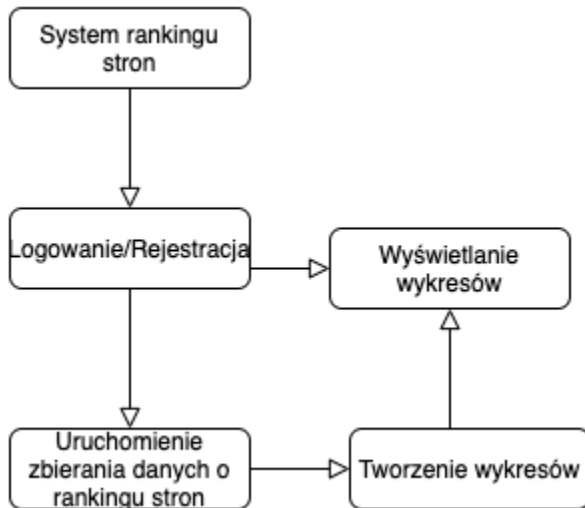 System rankingu
stron
Logowanie/Rejestracja
Wyświetlanie
wykresów
Uruchomienie
zbierania danych o
rankingu stron
Tworzenie wykresów